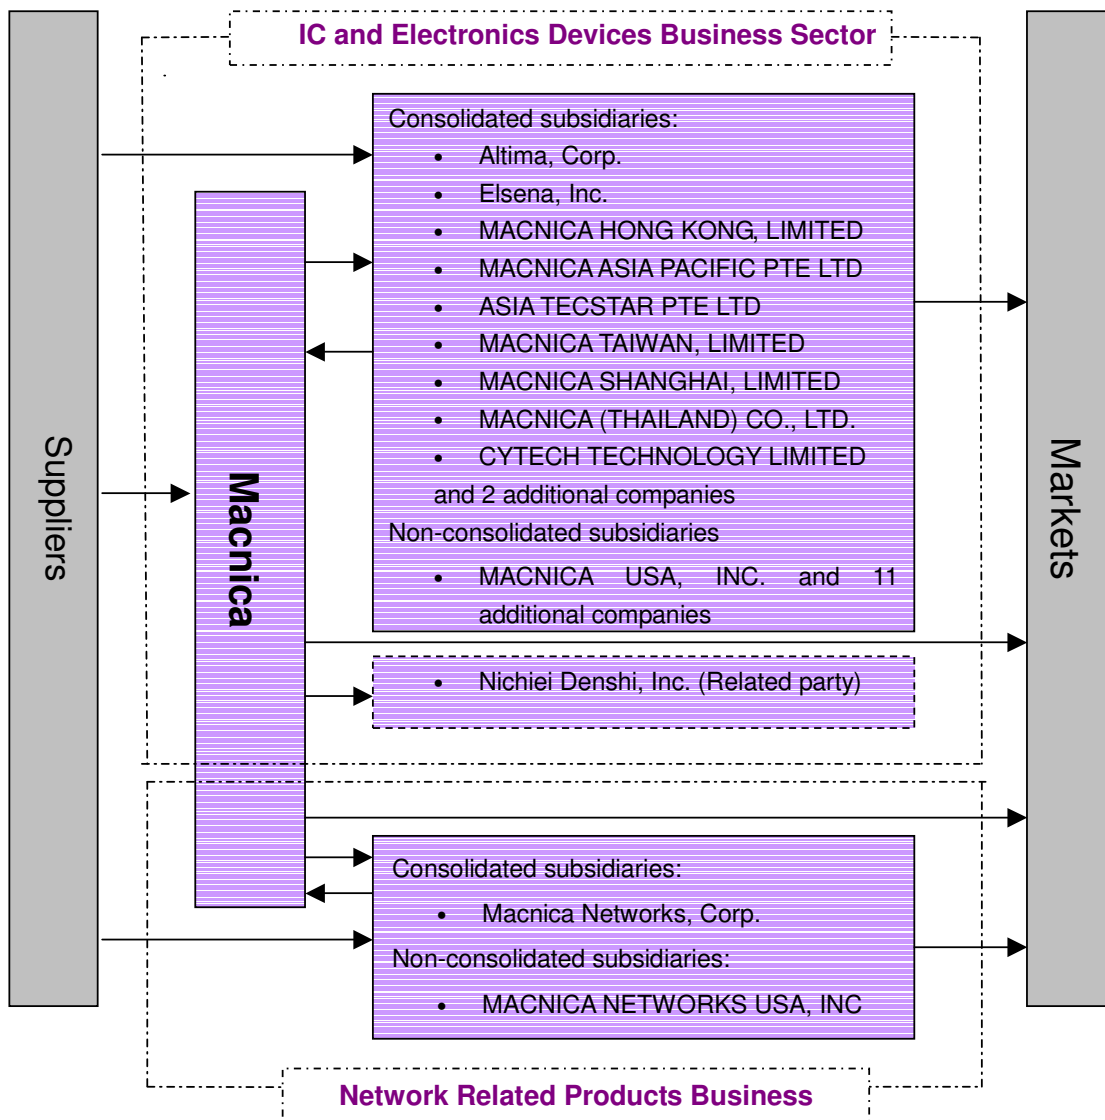 IC and Electronics Devices Business Sector
Consolidated subsidiaries:
• Altima, Corp.
• Elsena, Inc.
• MACNICA HONG KONG, LIMITED
• MACNICA ASIA PACIFIC PTE LTD
• ASIA TECSTAR PTE LTD
• MACNICA TAIWAN, LIMITED
• MACNICA SHANGHAI, LIMITED
• MACNICA (THAILAND) CO., LTD.
• CYTECH TECHNOLOGY LIMITED
and 2 additional companies
Non-consolidated subsidiaries
• MACNICA USA, INC. and 11
additional companies
Suppliers
Macnica
Markets
• Nichiei Denshi, Inc. (Related party)
Consolidated subsidiaries:
• Macnica Networks, Corp.
Non-consolidated subsidiaries:
• MACNICA NETWORKS USA, INC
Network Related Products Business